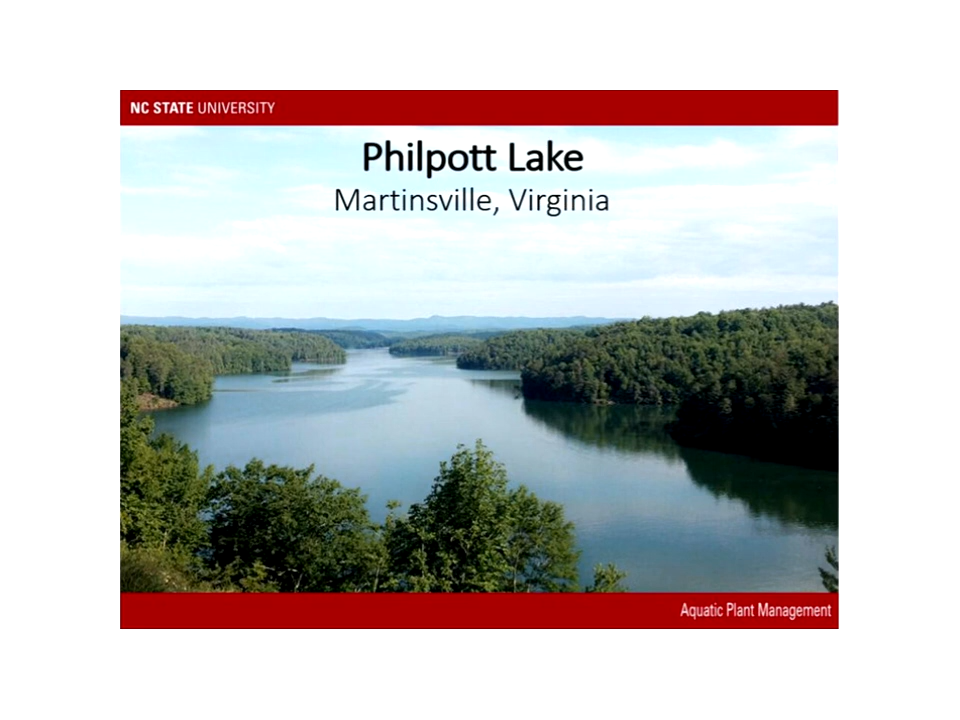 NC STATE UNIVERSITY
Philpott Lake
Martinsville, Virginia
Aquatic Plant Management